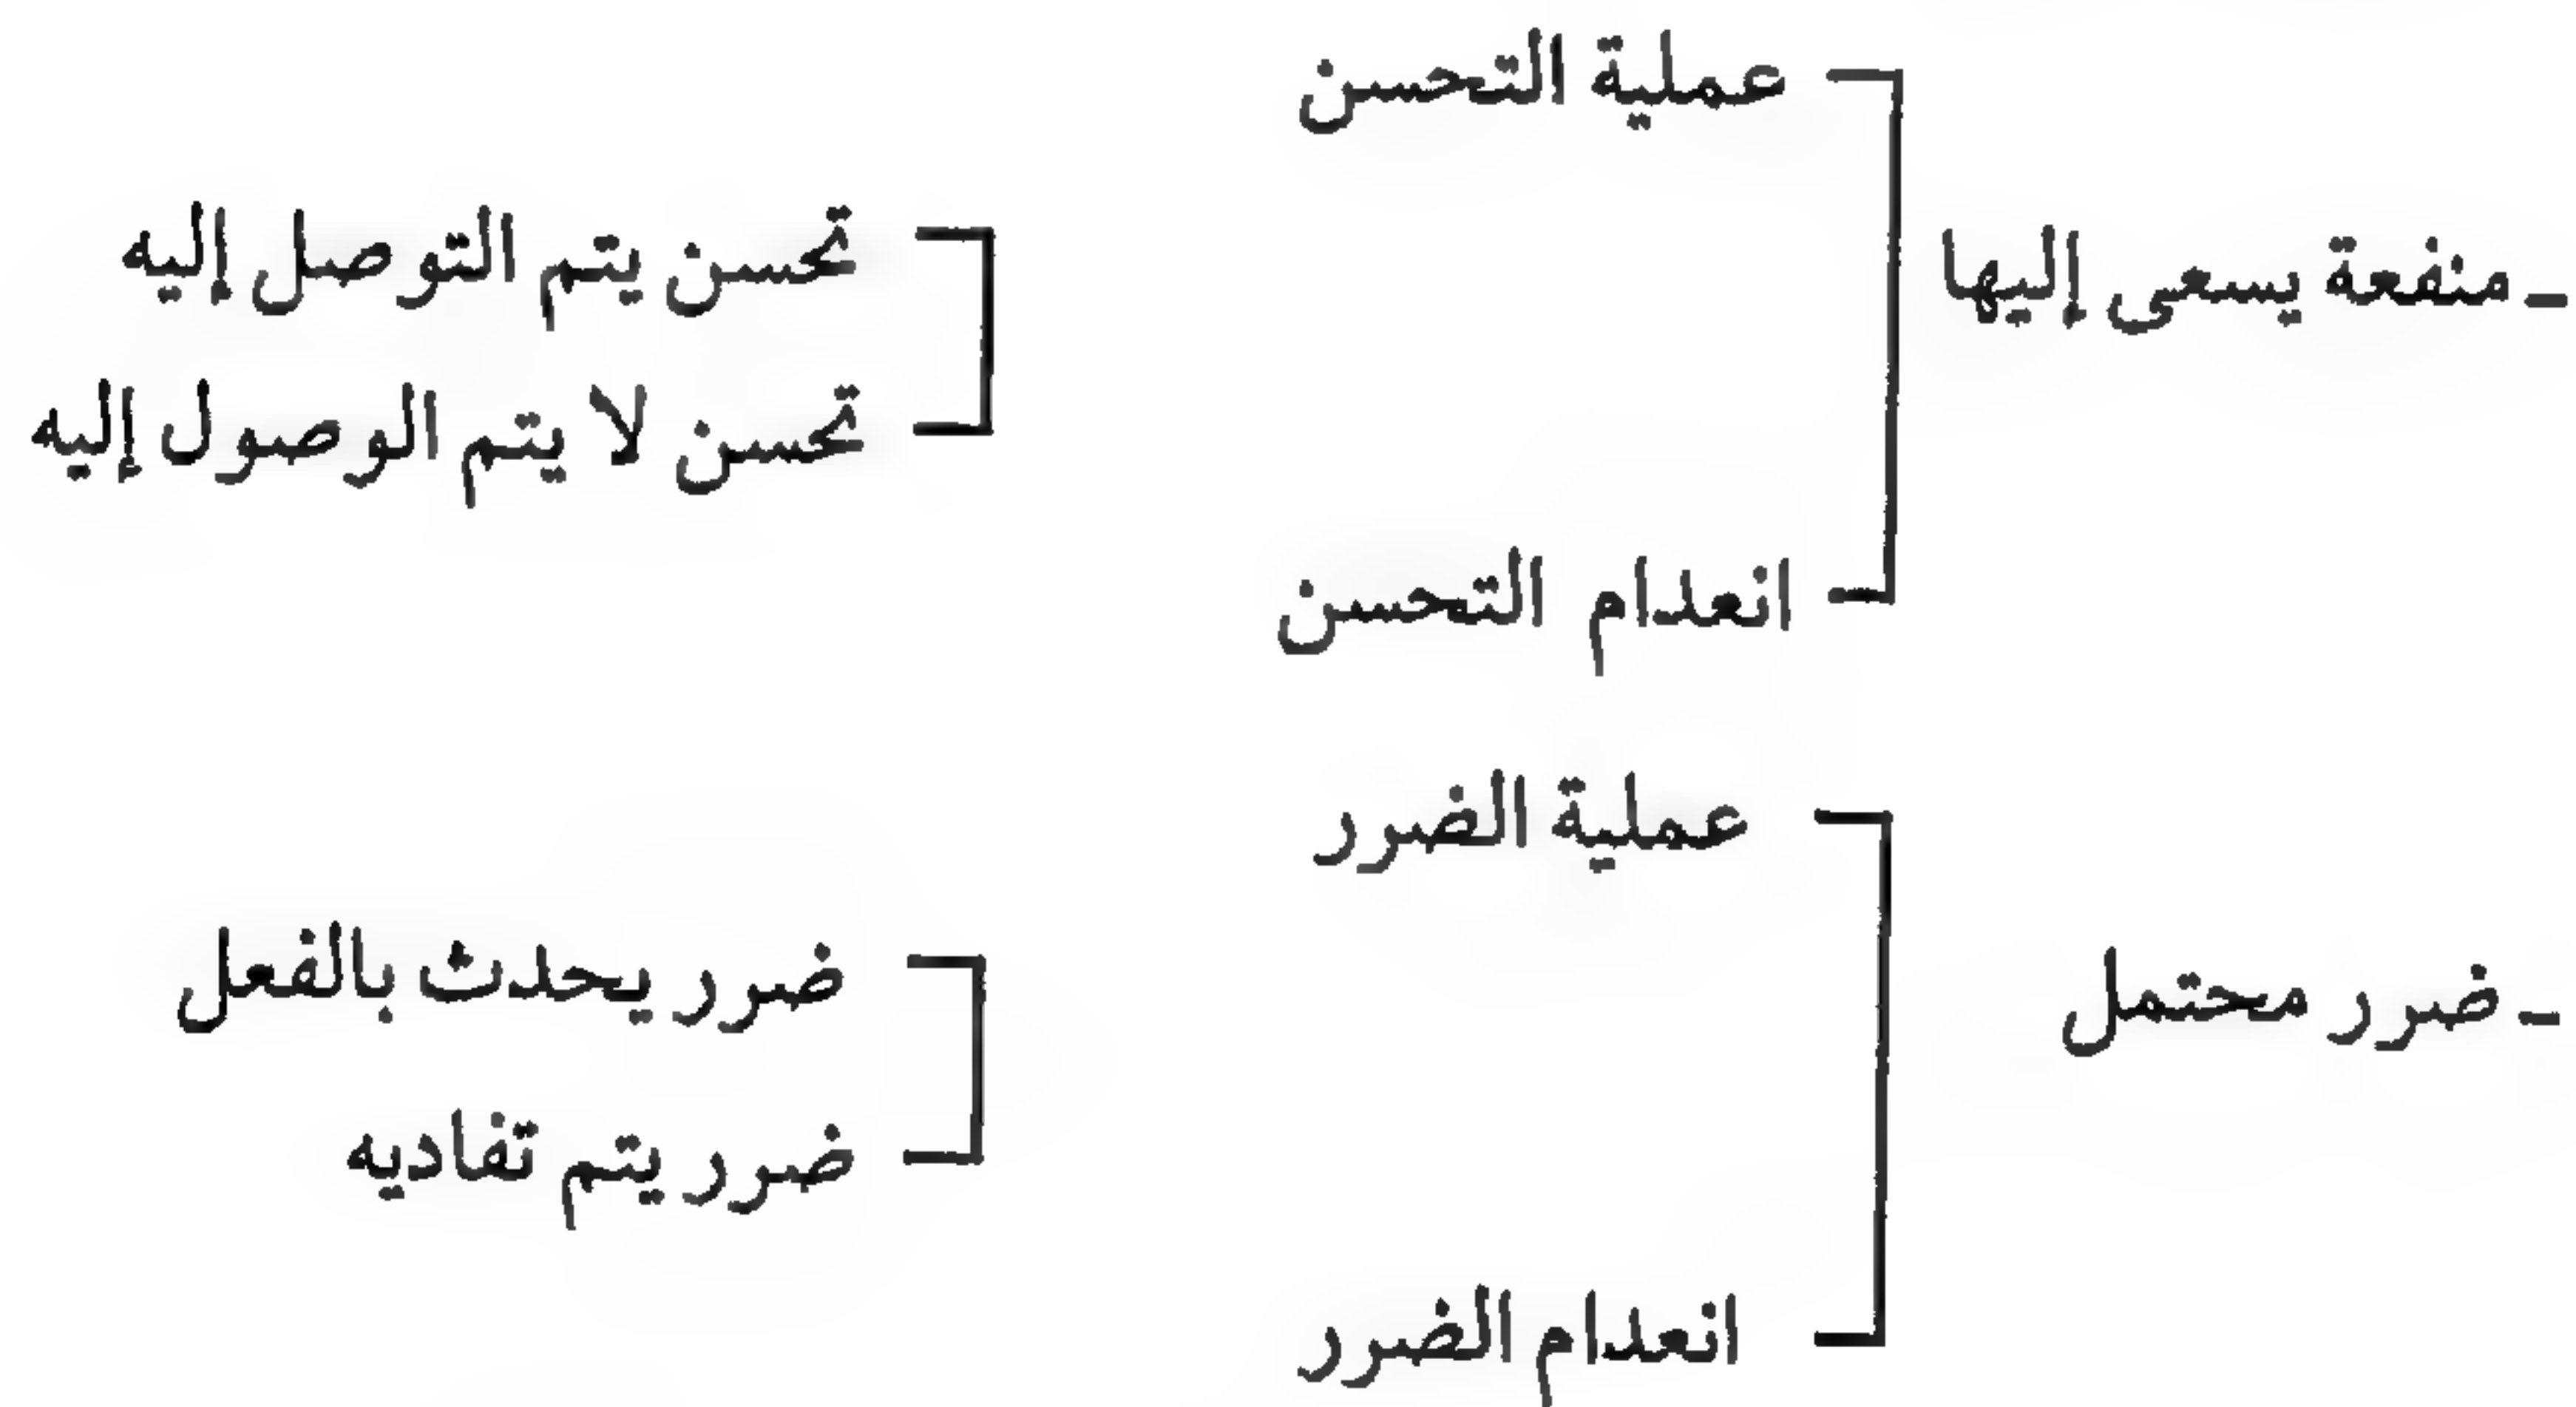 عملية التحسن
تحسن يتم التوصل إليه
ـ منفعة يسعى إليها
تحسن لا يتم الوصول إليه
انعدام التحسن
عملية الضرر
ضرر يحدث بالفعل
ـ ضرر محتمل
ضرر يتم تفاديه
انعدام الضرر